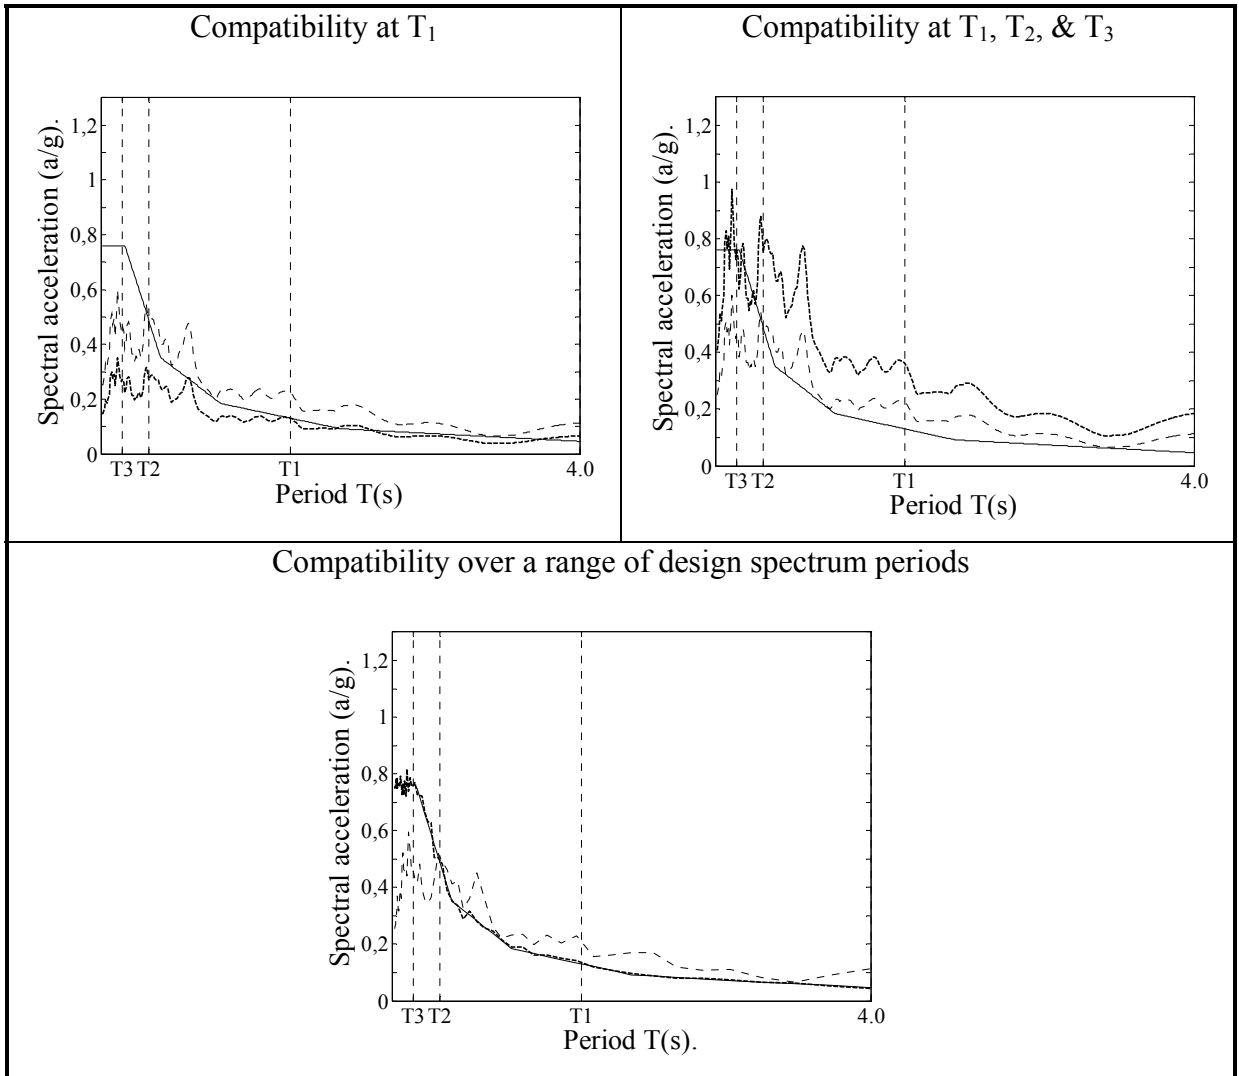 Compatibility at T1
Spectral acceleration (a/g).
1,2
1
0,8
0,6
0,4
0,2
0
T3 T2 T1 4.0
Period T(s)
Compatibility at T1, T2, & T3
Spectral acceleration (a/g).
1,2
1
0,8
0,6
0,4
0,2
0
T3 T2 T1 4.0
Period T(s)
Compatibility over a range of design spectrum periods
Spectral acceleration (a/g).
1,2
1
0,8
0,6
0,4
0,2
0
T3 T2 T1 4.0
Period T(s).